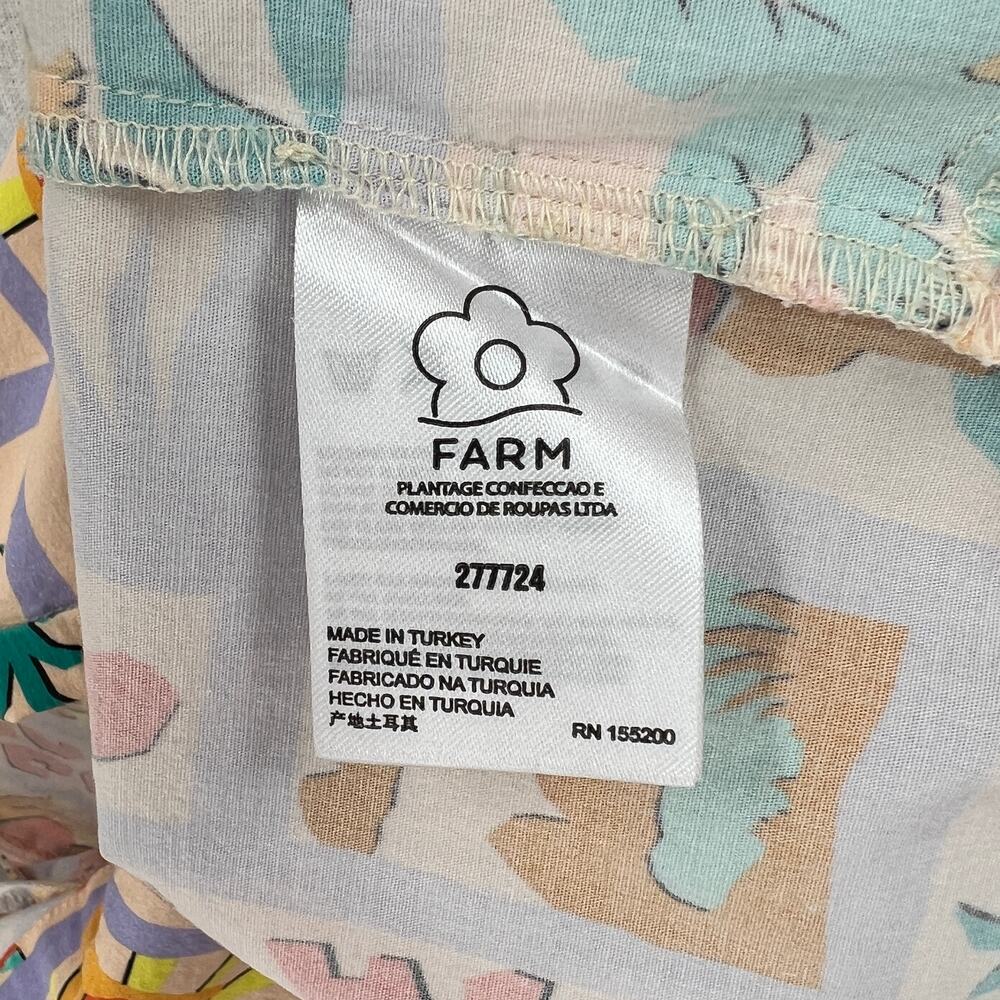 FARM
PLANTAGE CONFECCAO E
COMERCIO DE ROUPAS LTDA
277724
MADE IN TURKEY
FABRIQUÉ EN TURQUIE
FABRICADO NA TURQUIA
HECHO EN TURQUIA
产地土耳其
RN 155200